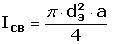 I_св = (π · d_э² · a) / 4